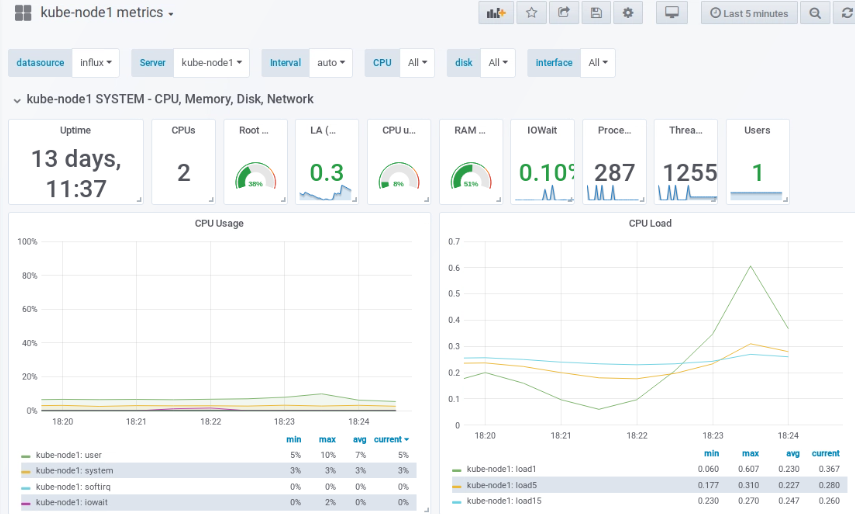 kube-node1 metrics
Last 5 minutes
datasource influx Server kube-node1 Interval auto CPU All disk All interface All
kube-node1 SYSTEM - CPU, Memory, Disk, Network
Uptime CPUs Root ... LA (... CPU u... RAM ... IOWait Proce... Threa... Users
13 days, 11:37
2
38%
0.3
8%
51%
0.10%
287
1255
1
CPU Usage
100%
80%
60%
40%
20%
0%
18:20 18:21 18:22 18:23 18:24
min max avg current
kube-node1: user 5% 10% 7% 5%
kube-node1: system 3% 3% 3% 3%
kube-node1: softirq 0% 0% 0% 0%
kube-node1: iowait 0% 2% 0% 0%
CPU Load
0.7
0.6
0.5
0.4
0.3
0.2
0.1
0
18:20 18:21 18:22 18:23 18:24
min max avg current
kube-node1: load1 0.060 0.607 0.230 0.367
kube-node1: load5 0.177 0.310 0.227 0.280
kube-node1: load15 0.230 0.270 0.247 0.260